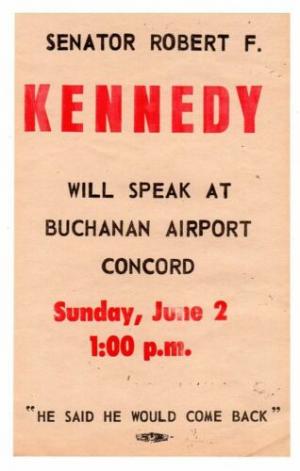 SENATOR ROBERT F.
KENNEDY
WILL SPEAK AT
BUCHANAN AIRPORT
CONCORD
Sunday, June 2
1:00 p.m.
"HE SAID HE WOULD COME BACK"